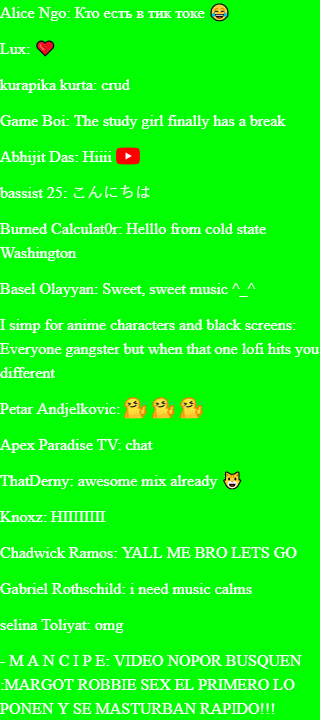 Alice Ngo: Кто есть в тик токе 😂
Lux: ❤️
kurapika kurta: crud
Game Boi: The study girl finally has a break
Abhijit Das: Hiiii
bassist 25: こんにちは
Burned Calculat0r: Helllo from cold state
Washington
Basel Olayyan: Sweet, sweet music ^_^
I simp for anime characters and black screens:
Everyone gangster but when that one lofi hits you
different
Petar Andjelkovic:
Apex Paradise TV: chat
ThatDerny: awesome mix already 😺
Knoxz: HIIIIIIII
Chadwick Ramos: YALL ME BRO LETS GO
Gabriel Rothschild: i need music calms
selina Toliyat: omg
- M A N C I P E: VIDEO NOPOR BUSQUEN
:MARGOT ROBBIE SEX EL PRIMERO LO
PONEN Y SE MASTURBAN RAPIDO!!!